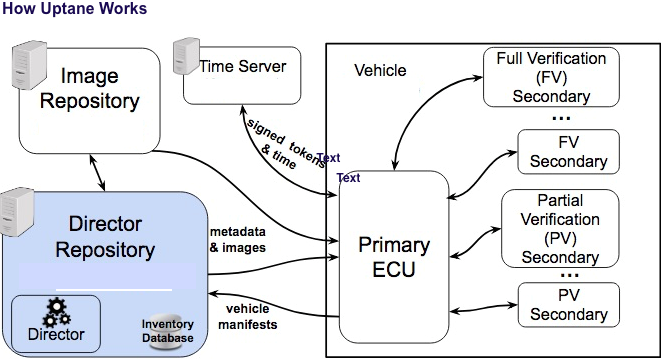 How Uptane Works
Image
Repository
Time Server
Vehicle
Full Verification
(FV)
Secondary
...
FV
Secondary
signed tokens
& time
Text
Text
Partial
Verification
(PV)
Secondary
...
PV
Secondary
Director
Repository
metadata
& images
Primary
ECU
vehicle
manifests
Director
Inventory
Database